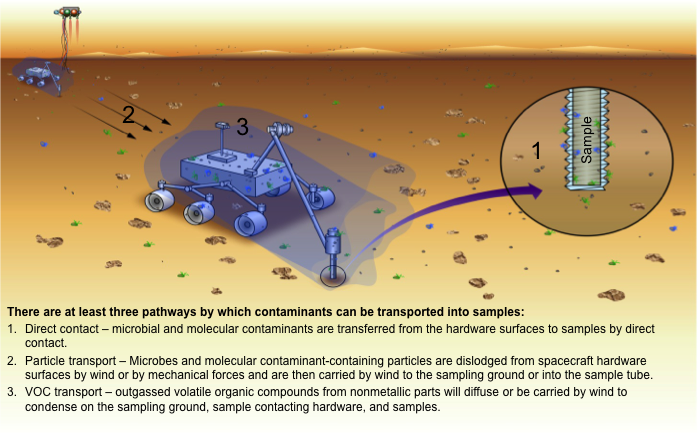 2
3
1
Sample
There are at least three pathways by which contaminants can be transported into samples:
1. Direct contact – microbial and molecular contaminants are transferred from the hardware surfaces to samples by direct
contact.
2. Particle transport – Microbes and molecular contaminant-containing particles are dislodged from spacecraft hardware
surfaces by wind or by mechanical forces and are then carried by wind to the sampling ground or into the sample tube.
3. VOC transport – outgassed volatile organic compounds from nonmetallic parts will diffuse or be carried by wind to
condense on the sampling ground, sample contacting hardware, and samples.